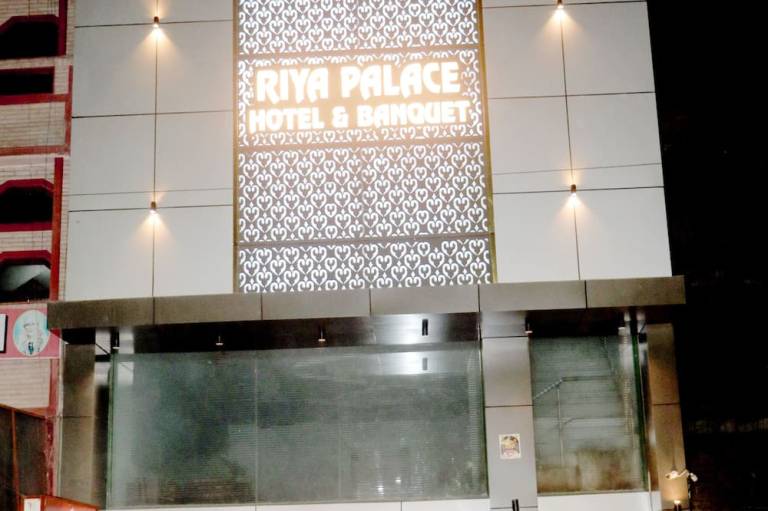 RIYA PALACE
HOTEL & BANQUET